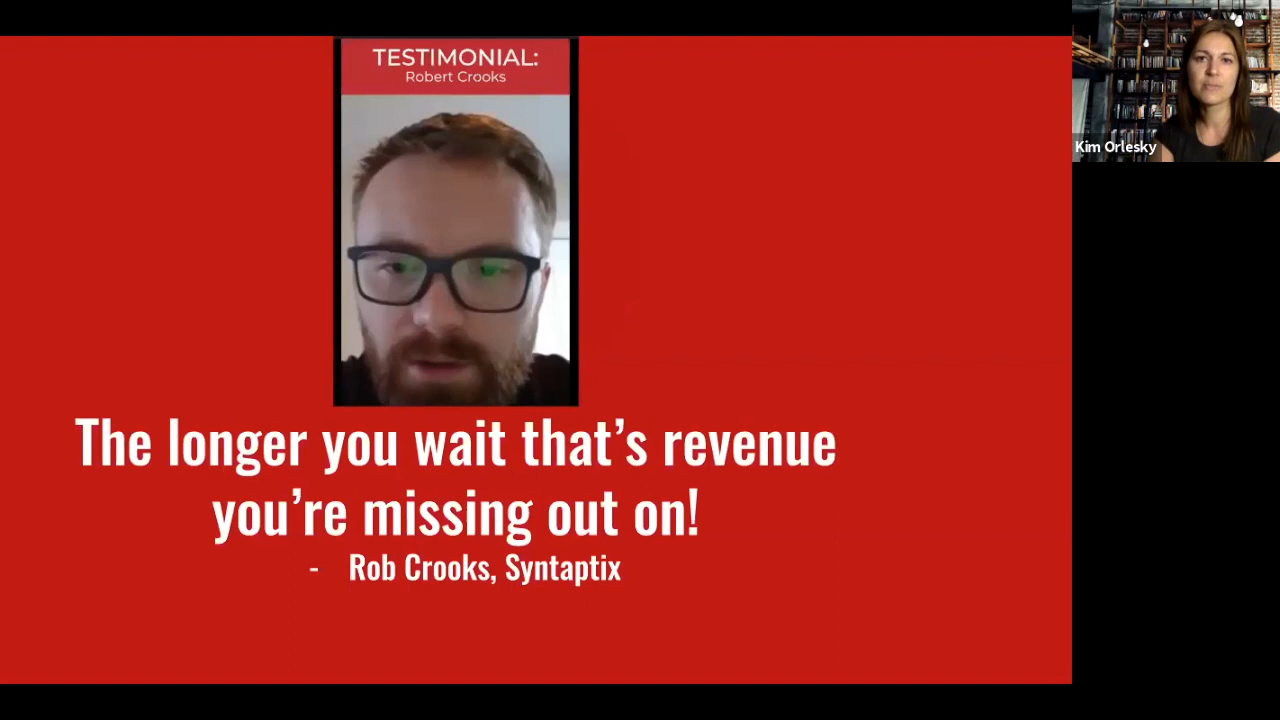 TESTIMONIAL:
Robert Crooks
Kim Orlesky
The longer you wait that’s revenue
you’re missing out on!
- Rob Crooks, Syntaptix